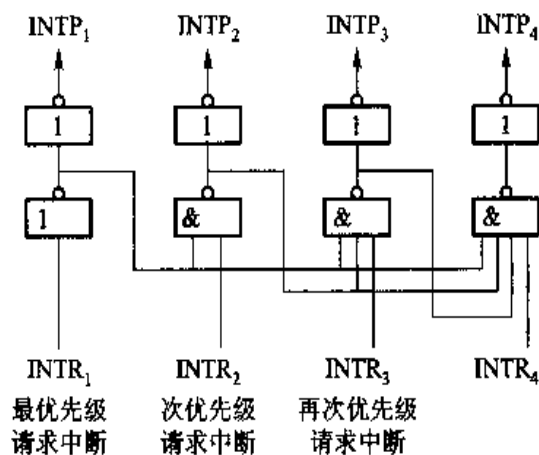 INTP₁ INTP₂ INTP₃ INTP₄
1 1 1 1
1 & & &
INTR₁ INTR₂ INTR₃ INTR₄
最优先级 次优先级 再次优先级
请求中断 请求中断 请求中断